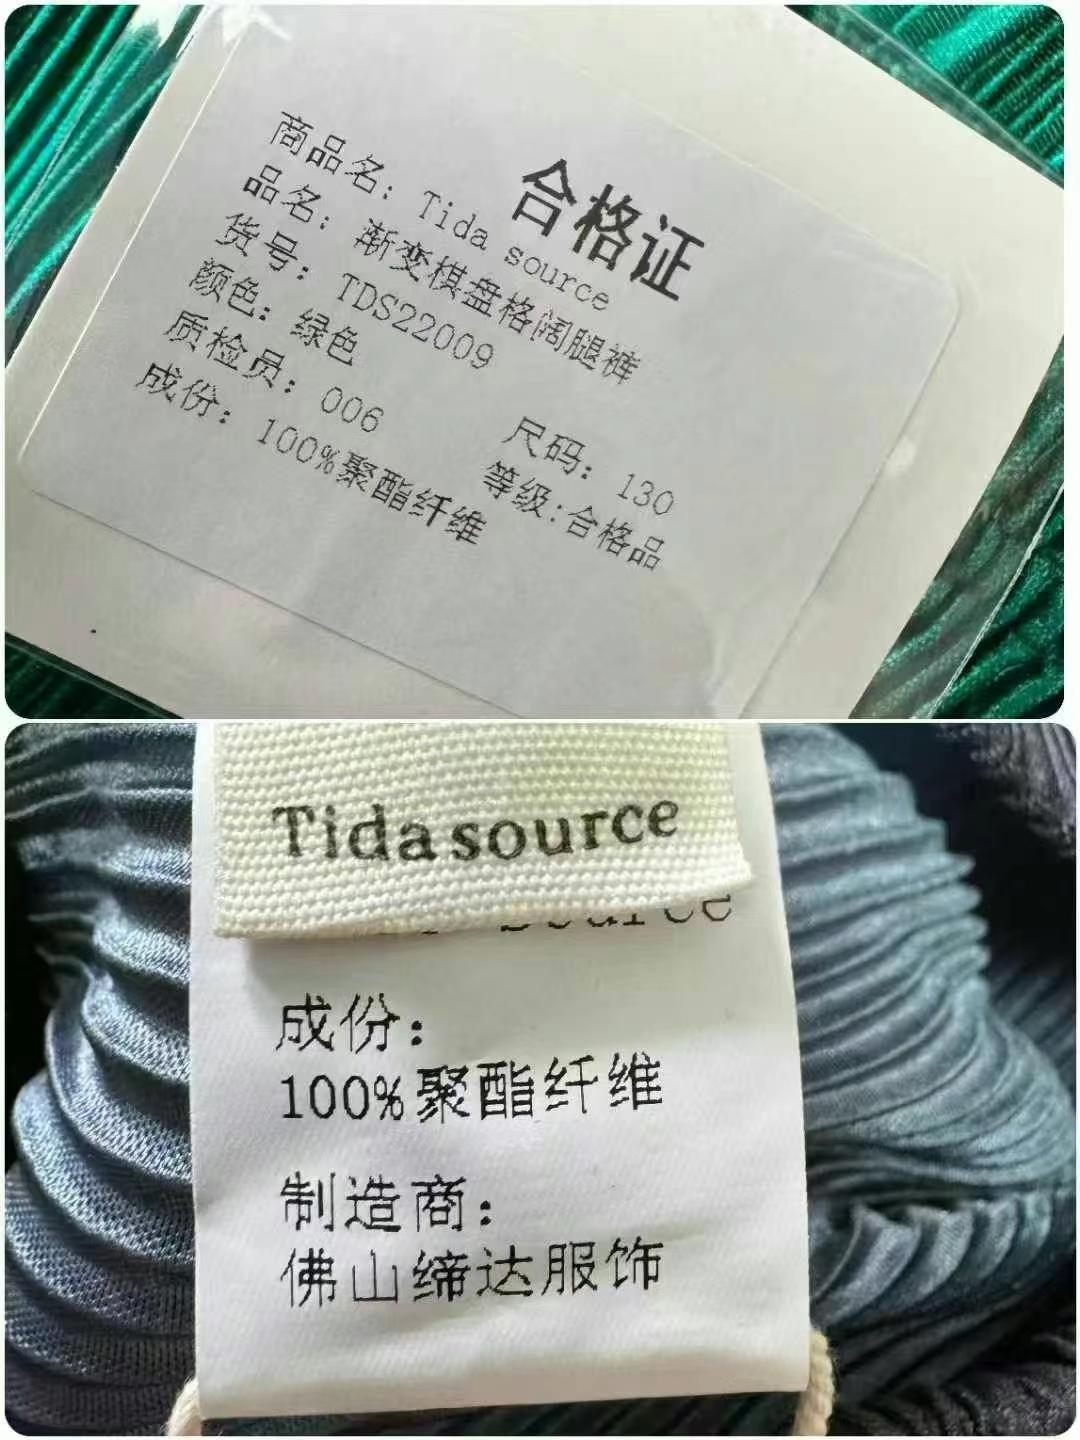 合格证
商品名: Tida source
品名: 渐变棋盘格阔腿裤
货号: TDS22009
颜色: 绿色 尺码: 130
质检员: 006 等级:合格品
成份: 100%聚酯纤维
Tida source
source
成份:
100%聚酯纤维
制造商:
佛山缔达服饰